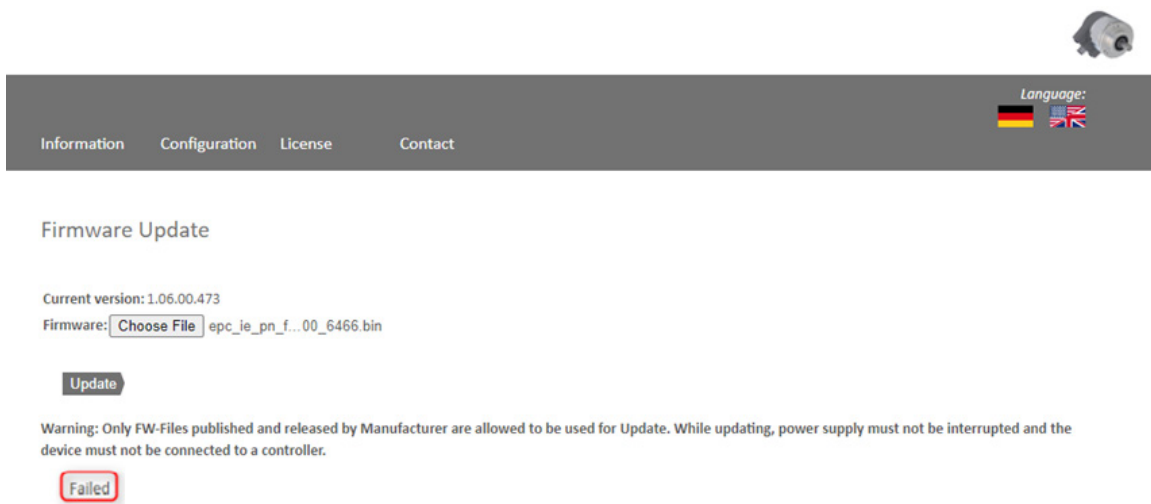 Language:
Information Configuration License Contact
Firmware Update
Current version: 1.06.00.473
Firmware: Choose File epc_ie_pn_f...00_6466.bin
Update
Warning: Only FW-Files published and released by Manufacturer are allowed to be used for Update. While updating, power supply must not be interrupted and the
device must not be connected to a controller.
Failed